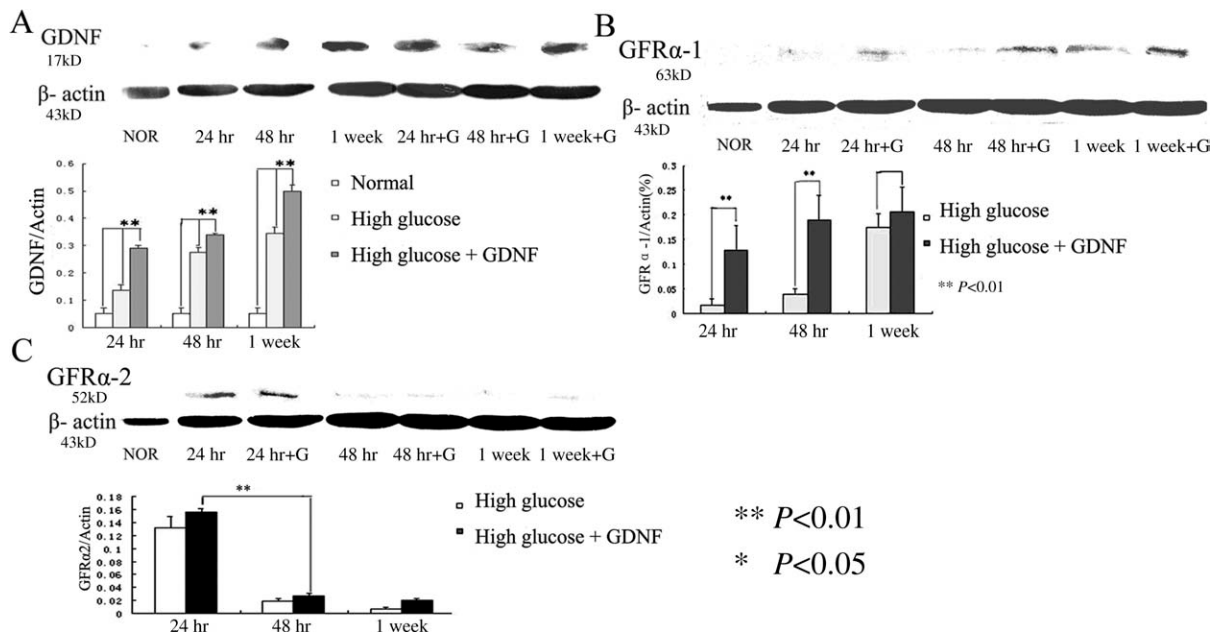 A
GDNF
17kD
β- actin
43kD
NOR 24 hr 48 hr 1 week 24 hr+G 48 hr+G 1 week+G
GDNF/Actin
0.6
0.5
0.4
0.3
0.2
0.1
0
** ** **
Normal
High glucose
High glucose + GDNF
24 hr 48 hr 1 week
B
GFRα-1
63kD
β- actin
43kD
NOR 24 hr 24 hr+G 48 hr 48 hr+G 1 week 1 week+G
GFRα-1/Actin(%)
0.3
0.25
0.2
0.15
0.1
0.05
0
** **
High glucose
High glucose + GDNF
** P<0.01
24 hr 48 hr 1 week
C
GFRα-2
52kD
β- actin
43kD
NOR 24 hr 24 hr+G 48 hr 48 hr+G 1 week 1 week+G
GFRα2/Actin
0.18
0.16
0.14
0.12
0.1
0.08
0.06
0.04
0.02
0
**
High glucose
High glucose + GDNF
24 hr 48 hr 1 week
** P<0.01
* P<0.05